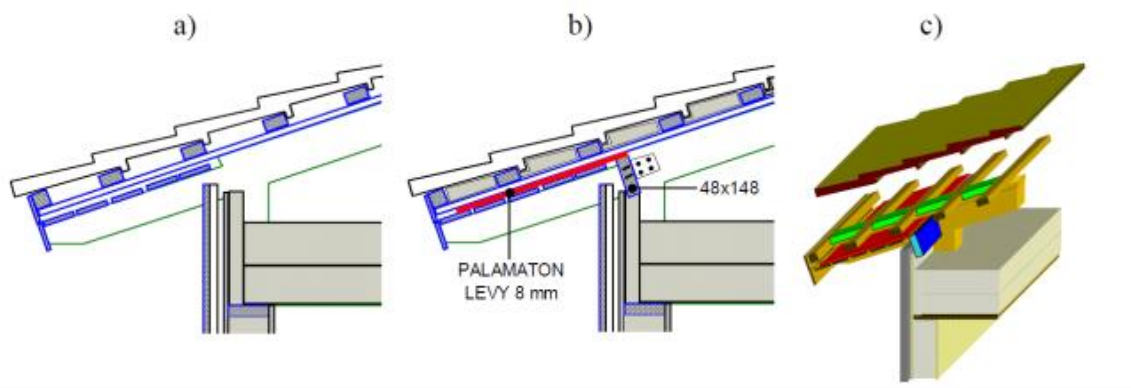 a)
b)
c)
48x148
PALAMATON
LEVY 8 mm